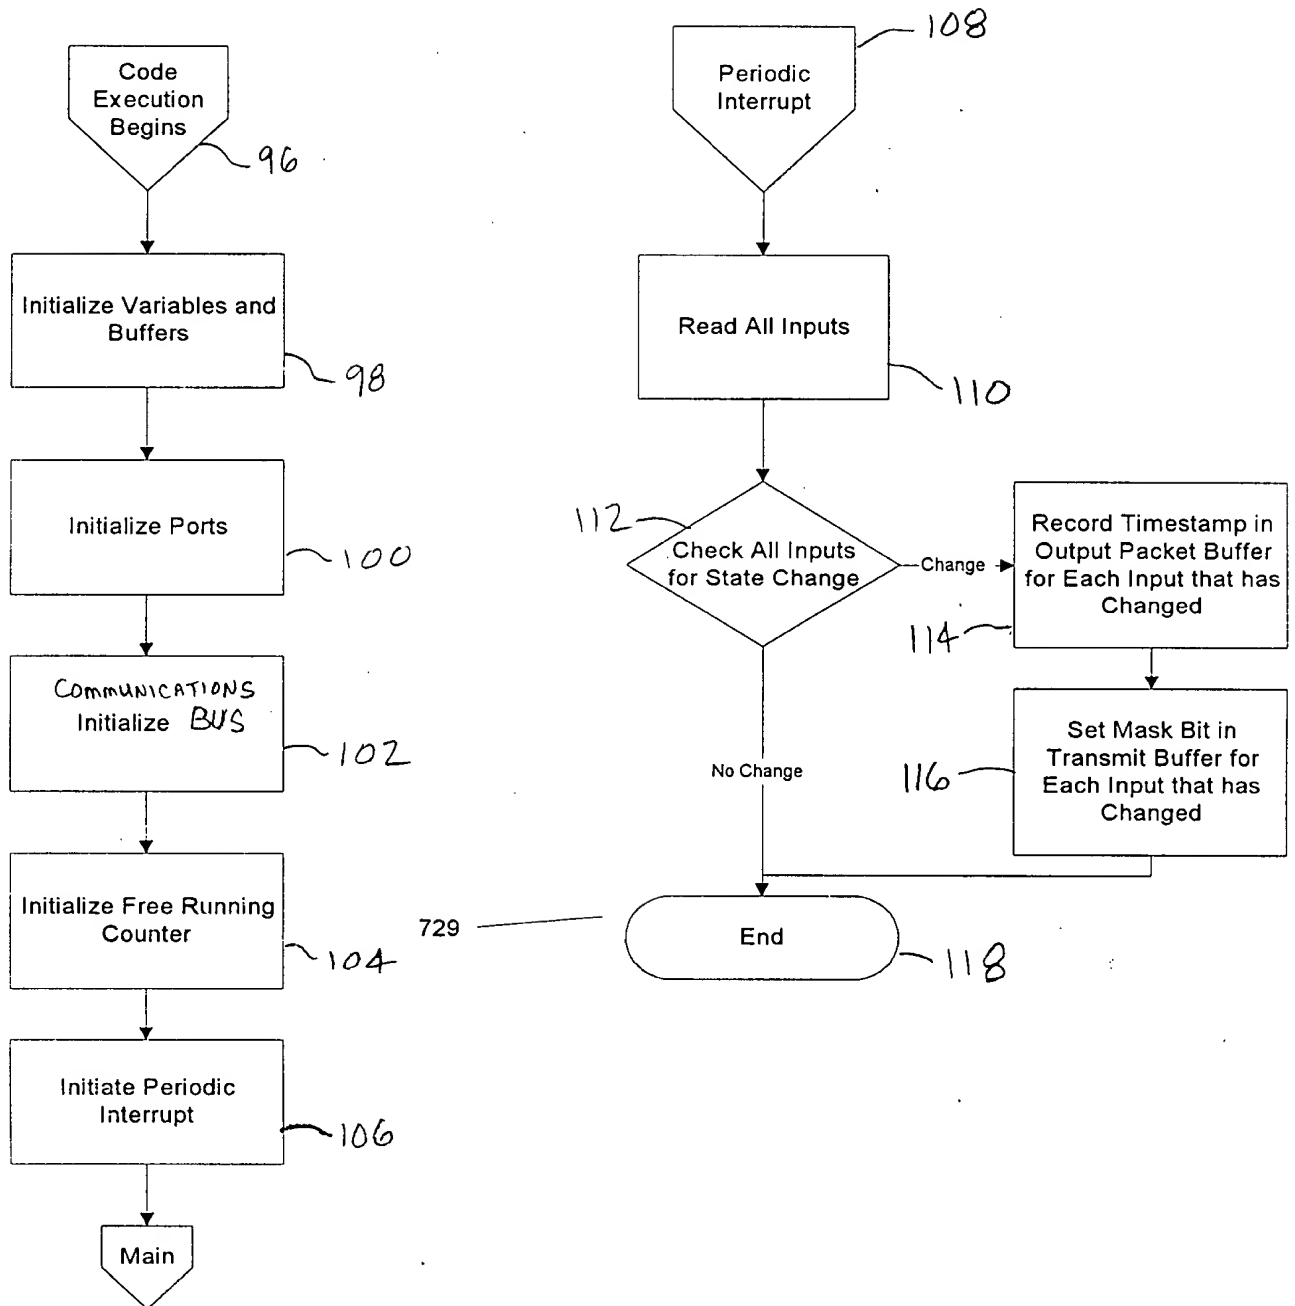 Code
Execution
Begins
96
Initialize Variables and
Buffers
98
Initialize Ports
100
COMMUNICATIONS
Initialize BUS
102
Initialize Free Running
Counter
104
Initiate Periodic
Interrupt
106
Main
Periodic
Interrupt
108
Read All Inputs
110
112
Check All Inputs
for State Change
Change
Record Timestamp in
Output Packet Buffer
for Each Input that has
Changed
114
Set Mask Bit in
Transmit Buffer for
Each Input that has
Changed
116
No Change
729
End
118